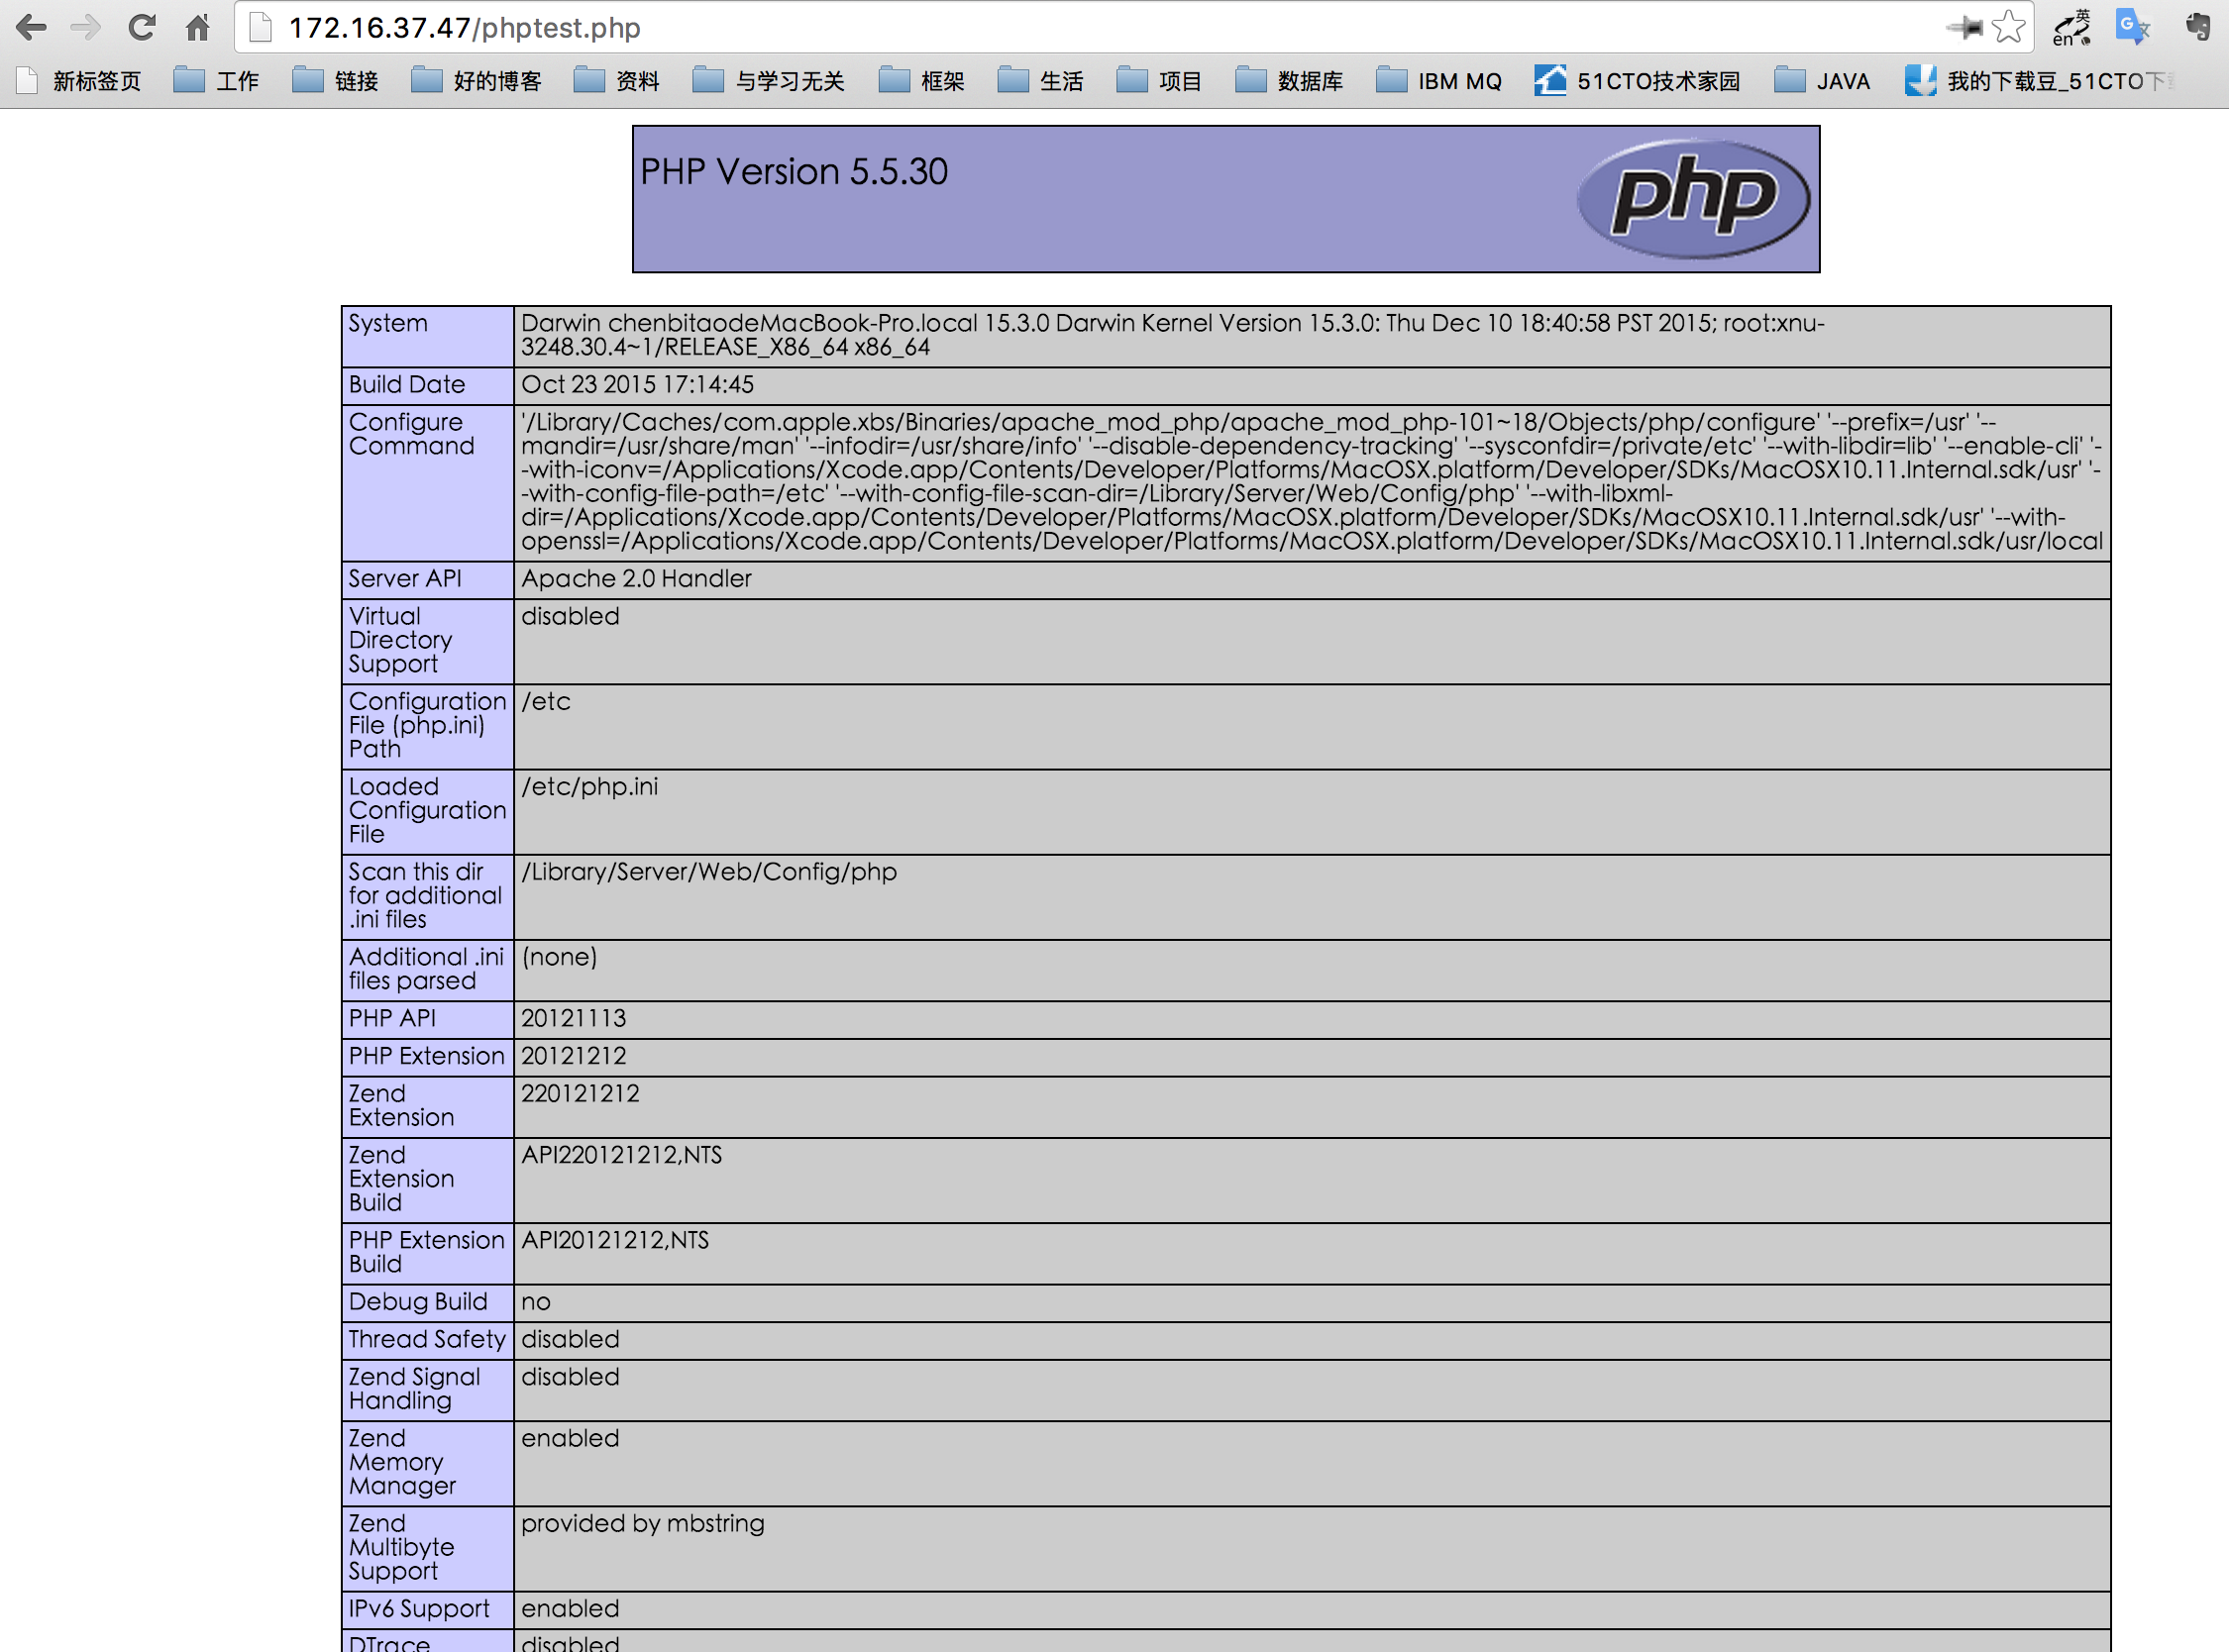 172.16.37.47/phptest.php
英
en
G
新标签页 工作 链接 好的博客 资料 与学习无关 框架 生活 项目 数据库 IBM MQ 51CTO技术家园 JAVA 我的下载豆_51CTO下
PHP Version 5.5.30
php
System
Darwin chenbitaodeMacBook-Pro.local 15.3.0 Darwin Kernel Version 15.3.0: Thu Dec 10 18:40:58 PST 2015; root:xnu-
3248.30.4~1/RELEASE_X86_64 x86_64
Build Date
Oct 23 2015 17:14:45
Configure
Command
'/Library/Caches/com.apple.xbs/Binaries/apache_mod_php/apache_mod_php-101~18/Objects/php/configure' '--prefix=/usr' '--
mandir=/usr/share/man' '--infodir=/usr/share/info' '--disable-dependency-tracking' '--sysconfdir=/private/etc' '--with-libdir=lib' '--enable-cli' '-
-with-iconv=/Applications/Xcode.app/Contents/Developer/Platforms/MacOSX.platform/Developer/SDKs/MacOSX10.11.Internal.sdk/usr' '-
-with-config-file-path=/etc' '--with-config-file-scan-dir=/Library/Server/Web/Config/php' '--with-libxml-
dir=/Applications/Xcode.app/Contents/Developer/Platforms/MacOSX.platform/Developer/SDKs/MacOSX10.11.Internal.sdk/usr' '--with-
openssl=/Applications/Xcode.app/Contents/Developer/Platforms/MacOSX.platform/Developer/SDKs/MacOSX10.11.Internal.sdk/usr/local
Server API
Apache 2.0 Handler
Virtual
Directory
Support
disabled
Configuration
File (php.ini)
Path
/etc
Loaded
Configuration
File
/etc/php.ini
Scan this dir
for additional
.ini files
/Library/Server/Web/Config/php
Additional .ini
files parsed
(none)
PHP API
20121113
PHP Extension
20121212
Zend
Extension
220121212
Zend
Extension
Build
API220121212,NTS
PHP Extension
Build
API20121212,NTS
Debug Build
no
Thread Safety
disabled
Zend Signal
Handling
disabled
Zend
Memory
Manager
enabled
Zend
Multibyte
Support
provided by mbstring
IPv6 Support
enabled
DTrace
disabled